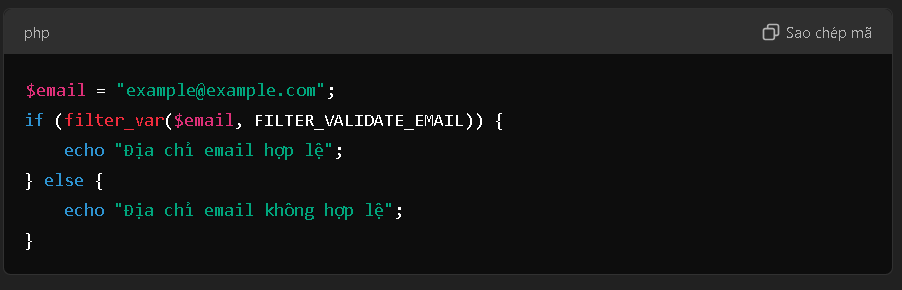 php
Sao chép mã
$email = "example@example.com";
if (filter_var($email, FILTER_VALIDATE_EMAIL)) {
    echo "Địa chỉ email hợp lệ";
} else {
    echo "Địa chỉ email không hợp lệ";
}